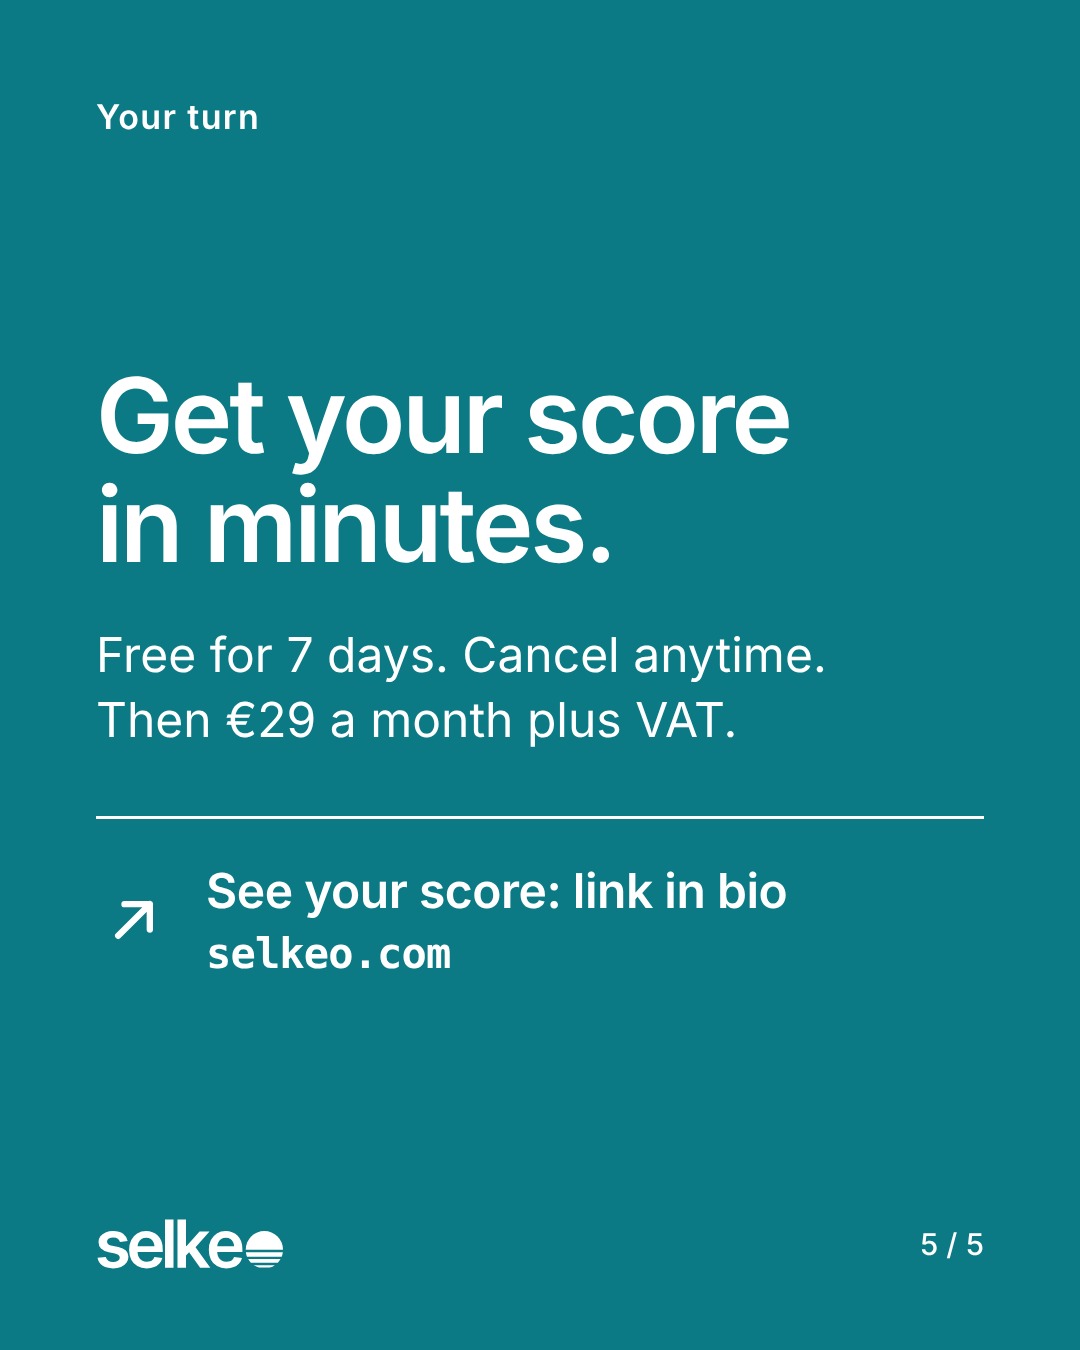 Your turn
Get your score
in minutes.
Free for 7 days. Cancel anytime.
Then €29 a month plus VAT.
See your score: link in bio
selkeo.com
selkeo
5 / 5